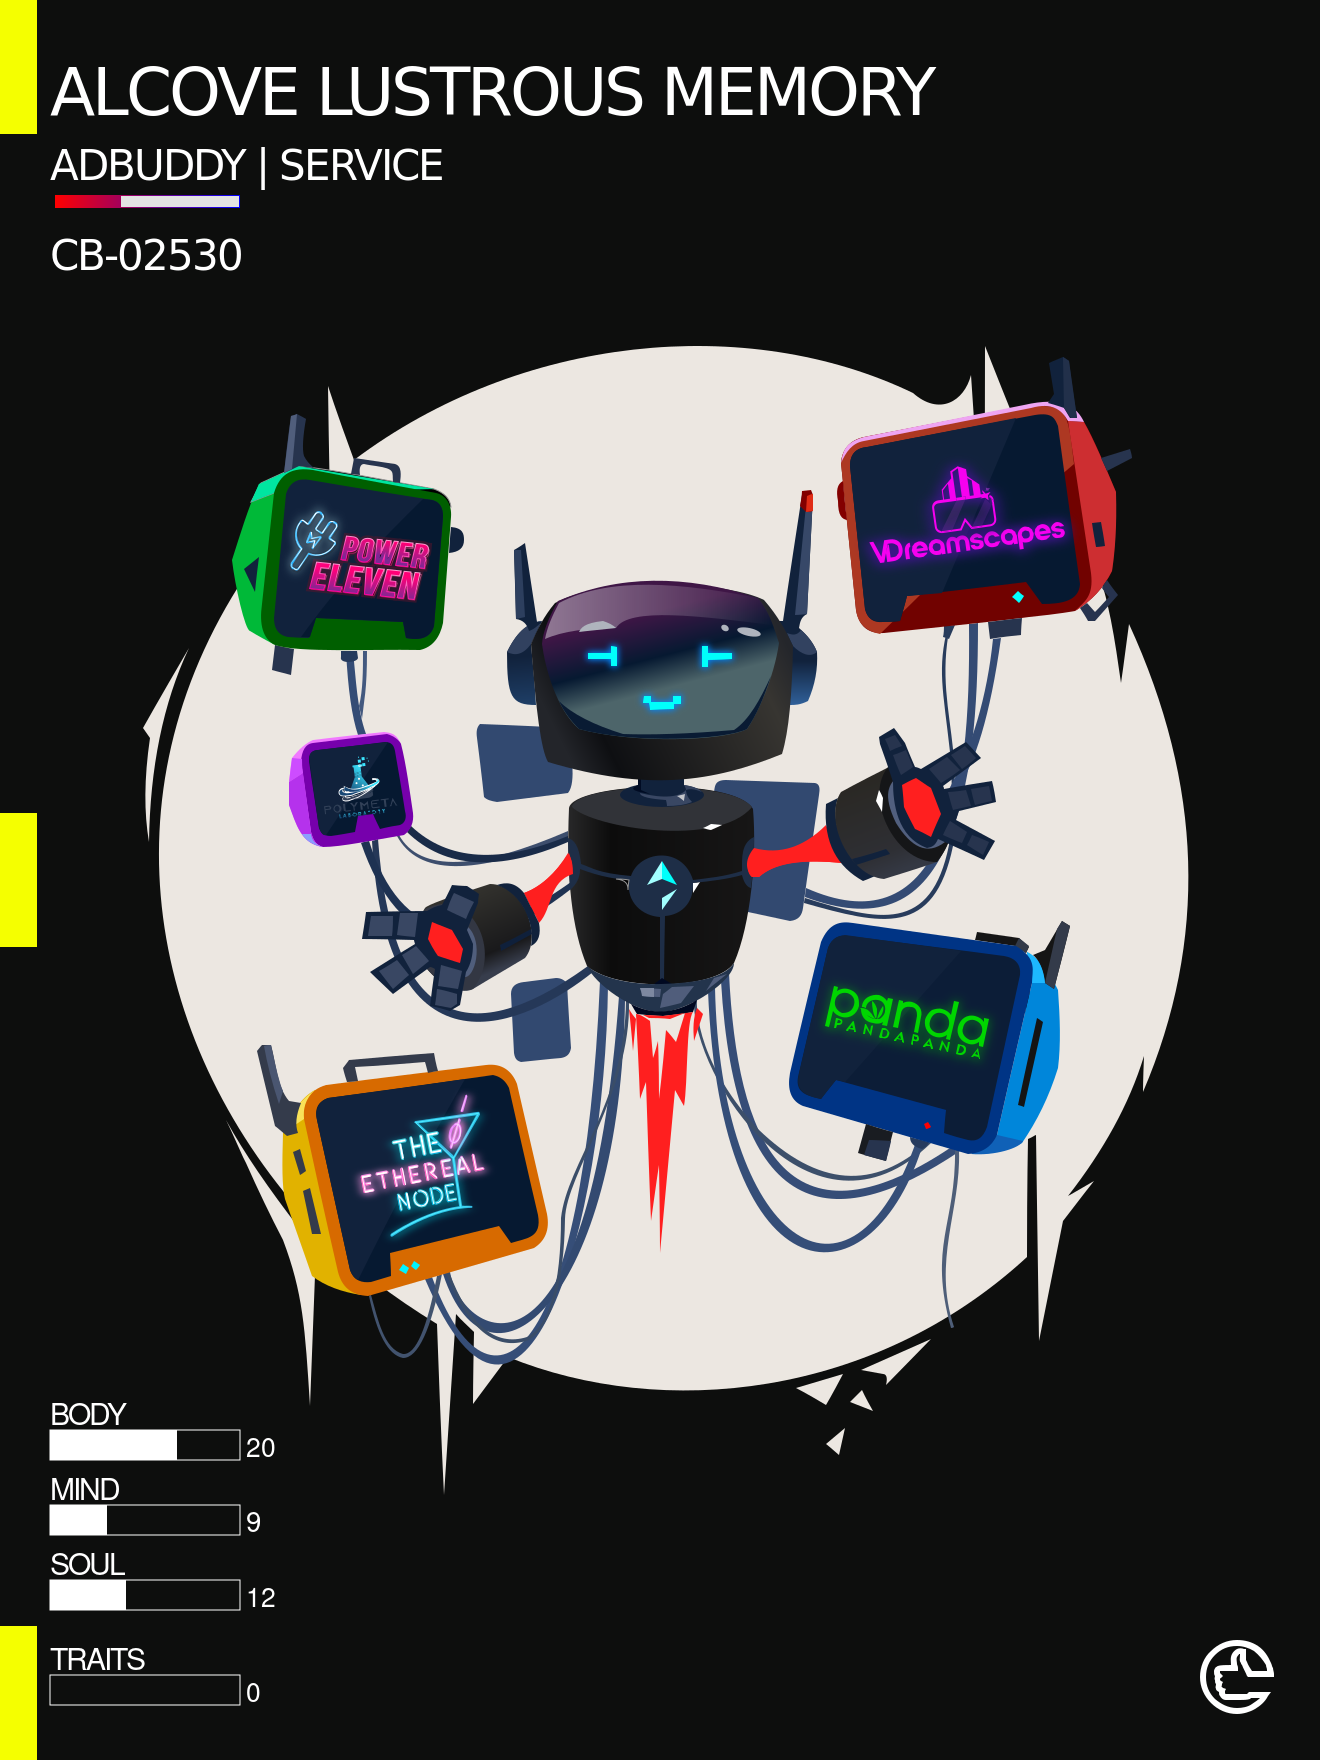 ALCOVE LUSTROUS MEMORY
ADBUDDY | SERVICE
CB-02530
POWER
ELEVEN
VDreamscapes
POLYMETA
LABORATORY
panda
PANDAPANDA
THE
ETHEREAL
NODE
BODY
20
MIND
9
SOUL
12
TRAITS
0